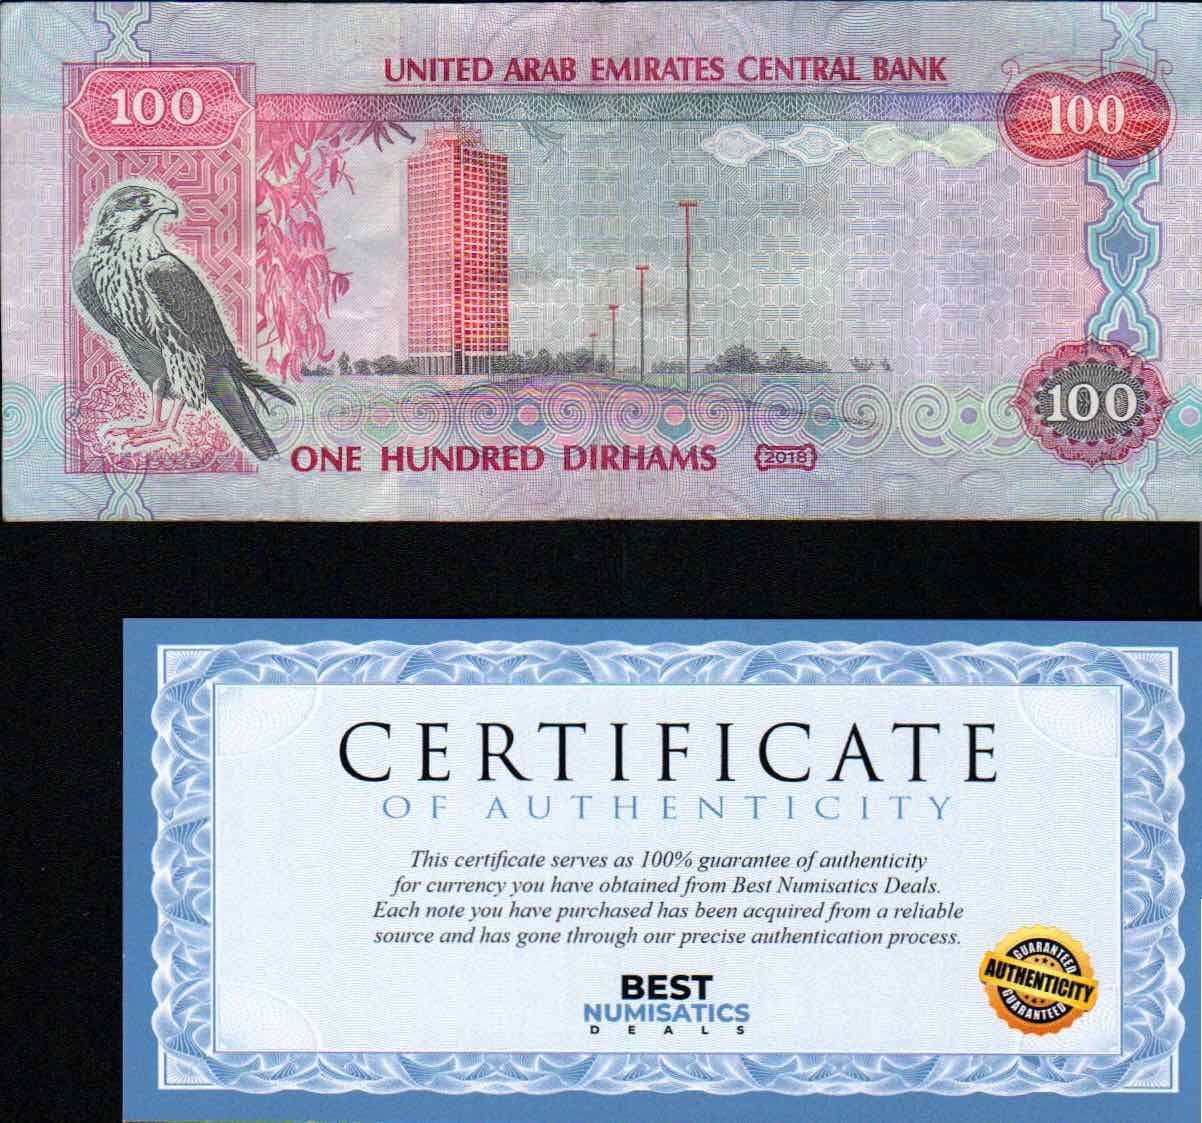 UNITED ARAB EMIRATES CENTRAL BANK
100
100
100
ONE HUNDRED DIRHAMS
2018
CERTIFICATE
OF AUTHENTICITY
This certificate serves as 100% guarantee of authenticity
for currency you have obtained from Best Numisatics Deals.
Each note you have purchased has been acquired from a reliable
source and has gone through our precise authentication process.
BEST
NUMISATICS
DEALS
GUARANTEED
AUTHENTICITY
GUARANTEED